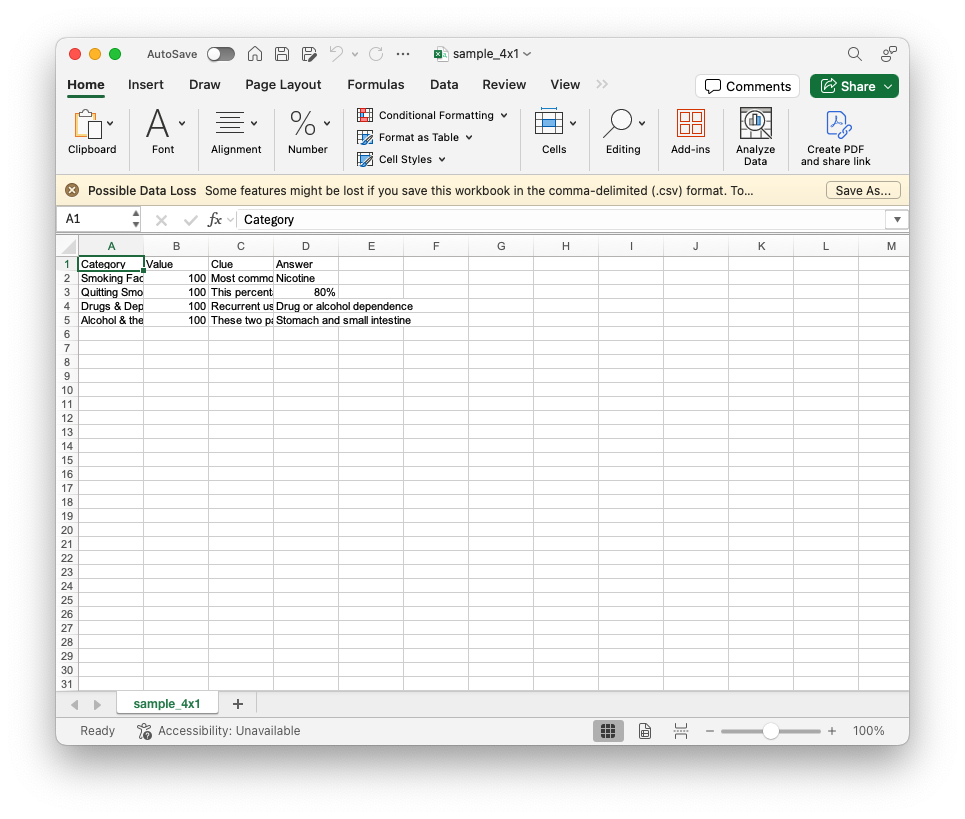 AutoSave sample_4x1
Home Insert Draw Page Layout Formulas Data Review View Comments Share
Clipboard Font Alignment Number Conditional Formatting Format as Table Cell Styles Cells Editing Add-ins Analyze Data Create PDF and share link
Possible Data Loss Some features might be lost if you save this workbook in the comma-delimited (.csv) format. To... Save As...
A1 fx Category
A B C D E F G H I J K L M
1 Category Value Clue Answer
2 Smoking Fac 100 Most commo Nicotine
3 Quitting Smo 100 This percent 80%
4 Drugs & Dep 100 Recurrent us Drug or alcohol dependence
5 Alcohol & the 100 These two pa Stomach and small intestine
6
7
8
9
10
11
12
13
14
15
16
17
18
19
20
21
22
23
24
25
26
27
28
29
30
31
sample_4x1 +
Ready Accessibility: Unavailable 100%